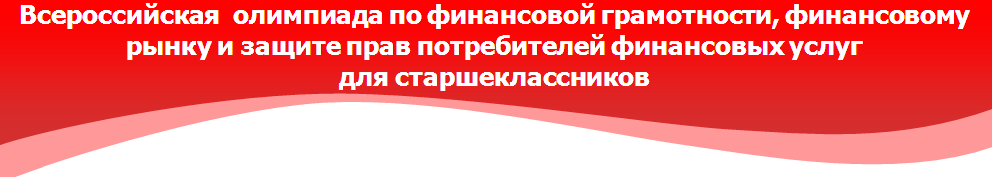 Всероссийская олимпиада по финансовой грамотности, финансовому
рынку и защите прав потребителей финансовых услуг
для старшеклассников